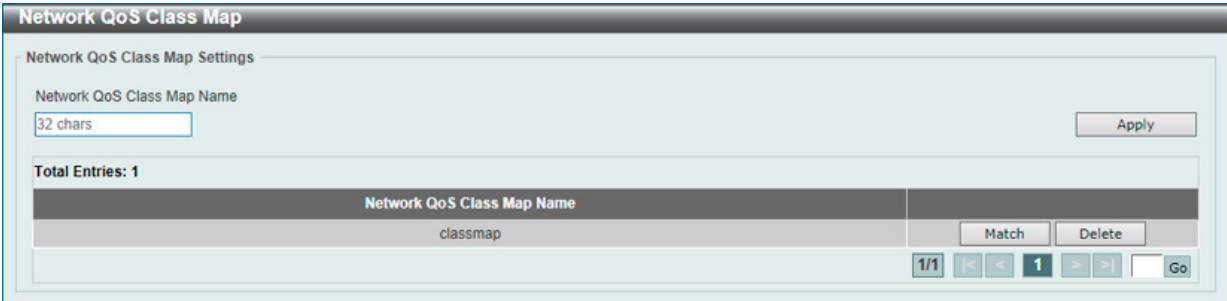 Network QoS Class Map
Network QoS Class Map Settings
Network QoS Class Map Name
32 chars
Apply
Total Entries: 1
Network QoS Class Map Name
classmap Match Delete
1/1 |< < 1 > >| Go